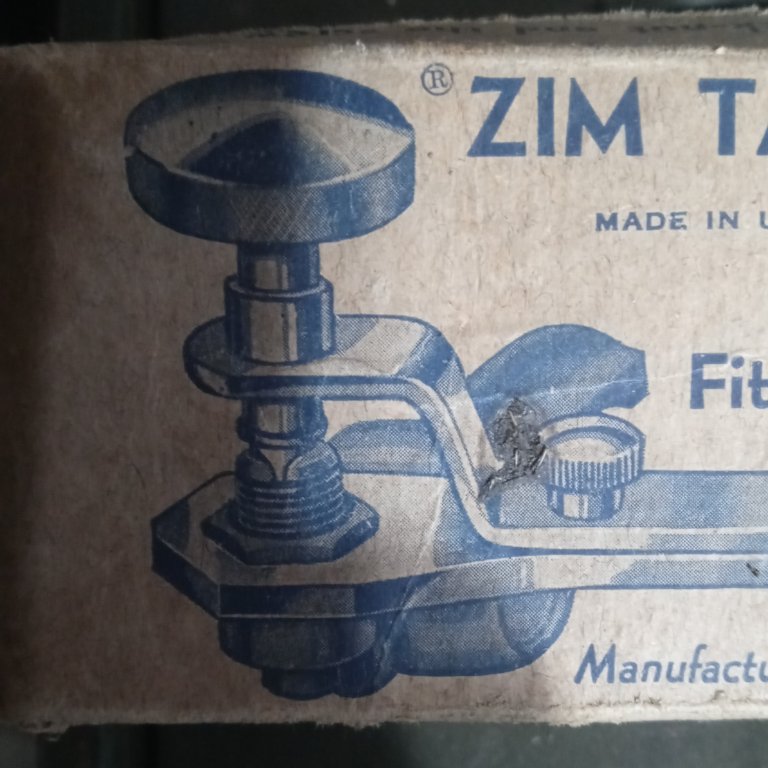 ® ZIM TA
MADE IN U
Fit
Manufactu